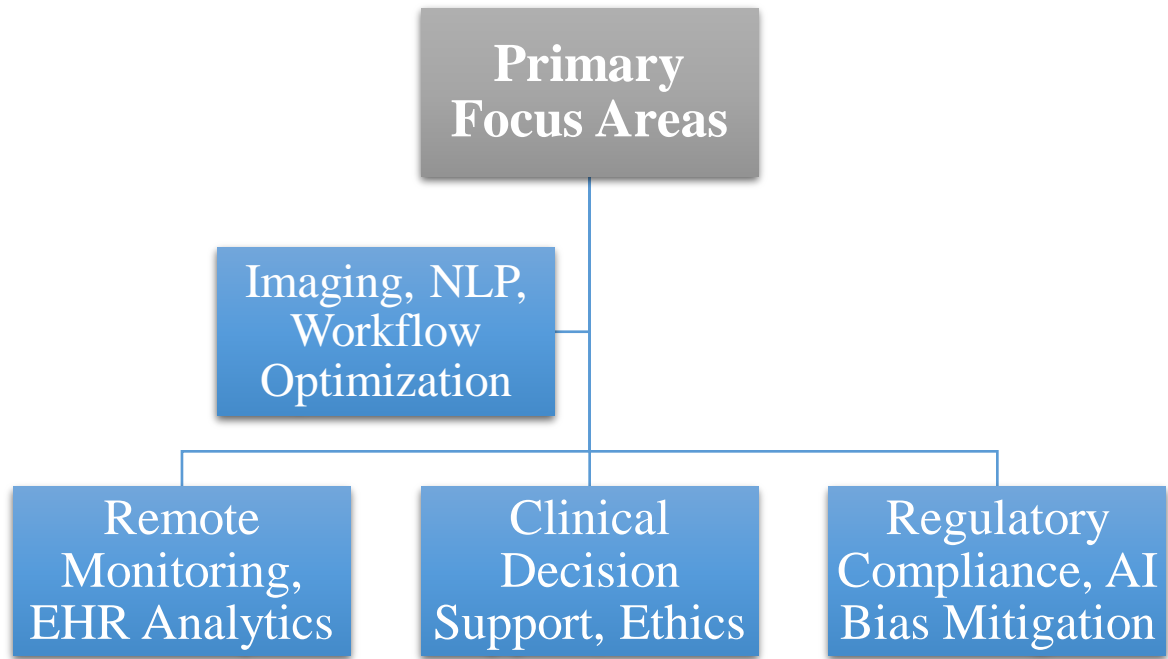 Primary
Focus Areas
Imaging, NLP,
Workflow
Optimization
Remote
Monitoring,
EHR Analytics
Clinical
Decision
Support, Ethics
Regulatory
Compliance, AI
Bias Mitigation